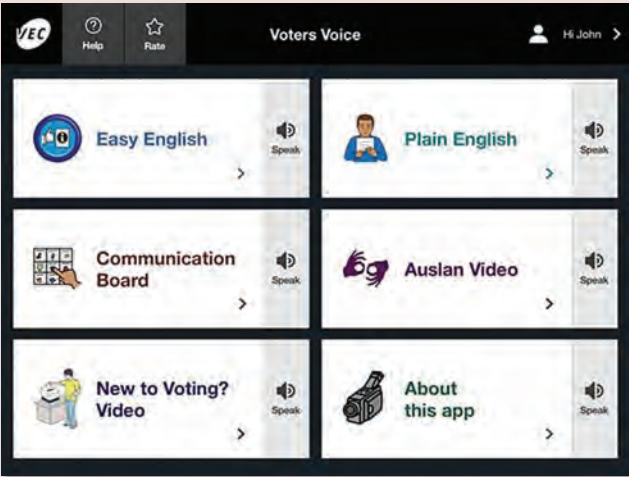 VEC
Help
Rate
Voters Voice
Hi John
Easy English
Speak
Plain English
Speak
Communication
Board
Speak
Auslan Video
Speak
New to Voting?
Video
Speak
About
this app
Speak